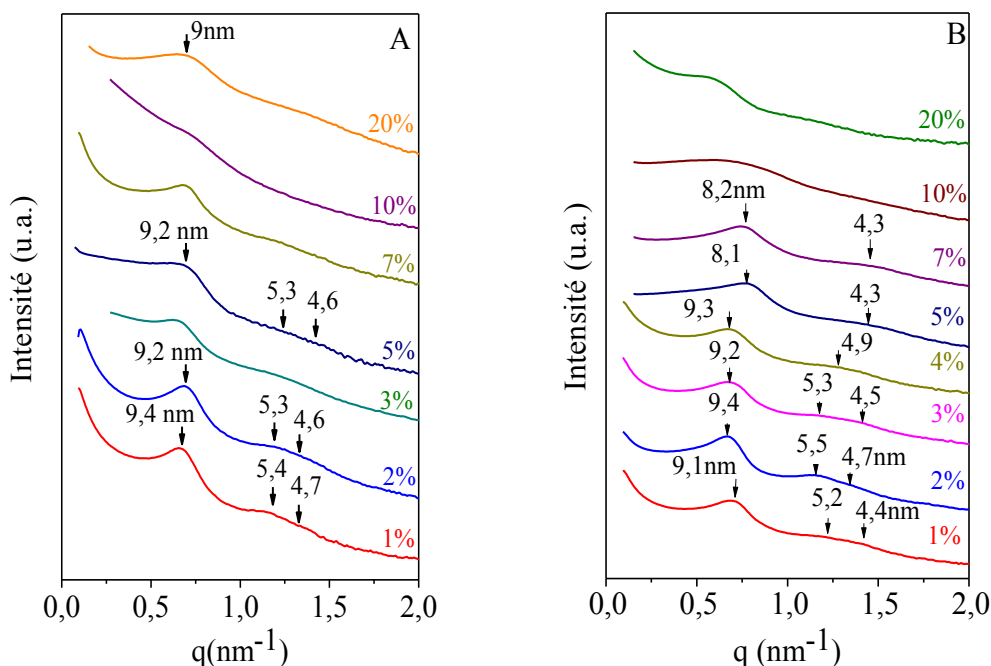 A
9nm
20%
10%
9,2 nm
7%
5,3
4,6
5%
9,2 nm
3%
9,4 nm
5,3
4,6
2%
5,4
4,7
1%
Intensité (u.a.)
0,0 0,5 1,0 1,5 2,0
q(nm-1)
B
20%
10%
8,2nm
4,3
7%
8,1
4,3
5%
9,3
4,9
4%
9,2
5,3
4,5
3%
9,4
5,5
4,7nm
2%
9,1nm
5,2
4,4nm
1%
Intensité (u.a.)
0,0 0,5 1,0 1,5 2,0
q (nm-1)